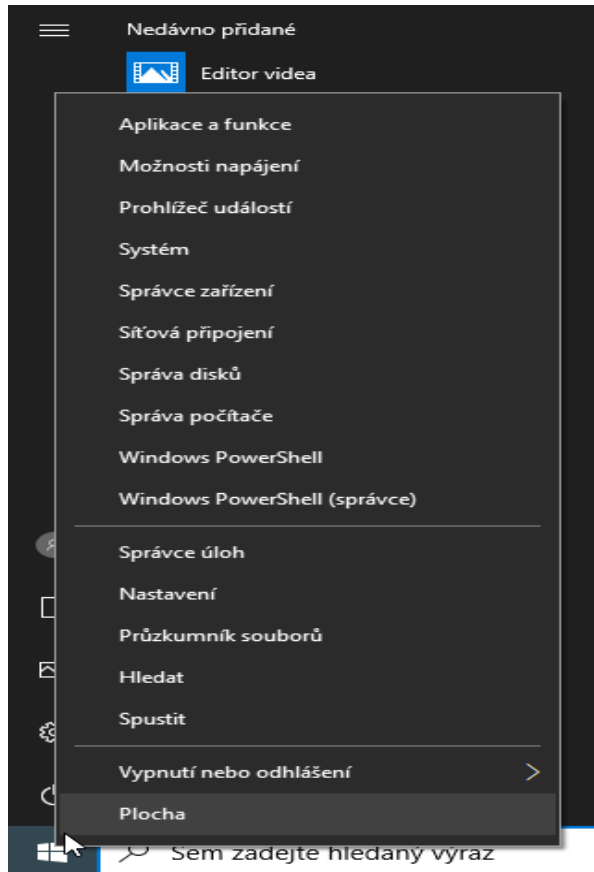 Nedávno přidané
Editor videa
Aplikace a funkce
Možnosti napájení
Prohlížeč událostí
Systém
Správce zařízení
Síťová připojení
Správa disků
Správa počítače
Windows PowerShell
Windows PowerShell (správce)
Správce úloh
Nastavení
Průzkumník souborů
Hledat
Spustit
Vypnutí nebo odhlášení
Plocha
Sem zadejte hledaný výraz